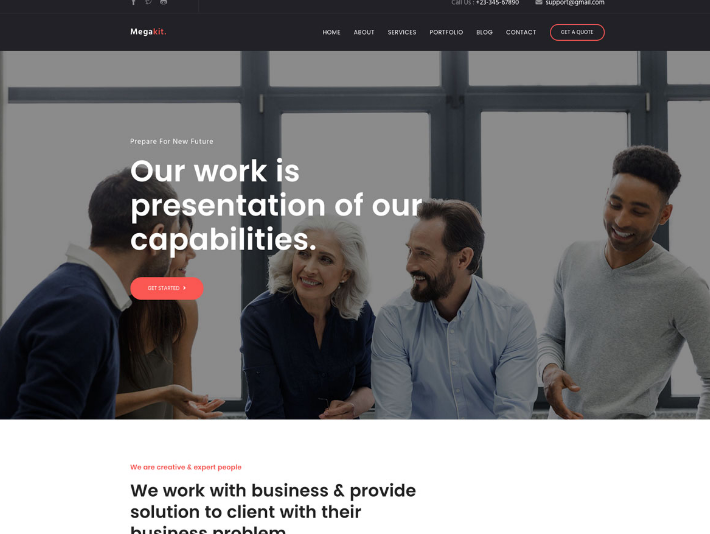 Call Us : +23-345-67890 support@gmail.com
Megakit. HOME ABOUT SERVICES PORTFOLIO BLOG CONTACT GET A QUOTE
Prepare For New Future
Our work is
presentation of our
capabilities.
GET STARTED
We are creative & expert people
We work with business & provide
solution to client with their
business problem